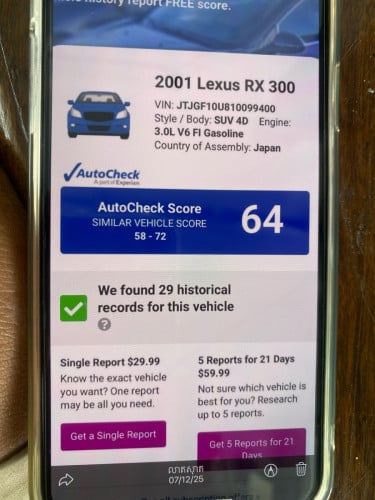 history report FREE score.
2001 Lexus RX 300
VIN: JTJGF10U810099400
Style / Body: SUV 4D Engine:
3.0L V6 FI Gasoline
Country of Assembly: Japan
AutoCheck
A part of Experian
AutoCheck Score
SIMILAR VEHICLE SCORE
58 - 72
64
We found 29 historical
records for this vehicle
?
Single Report $29.99
Know the exact vehicle
you want? One report
may be all you need.
Get a Single Report
5 Reports for 21 Days
$59.99
Not sure which vehicle is
best for you? Research
up to 5 reports.
Get 5 Reports for 21
Days
07/12/25